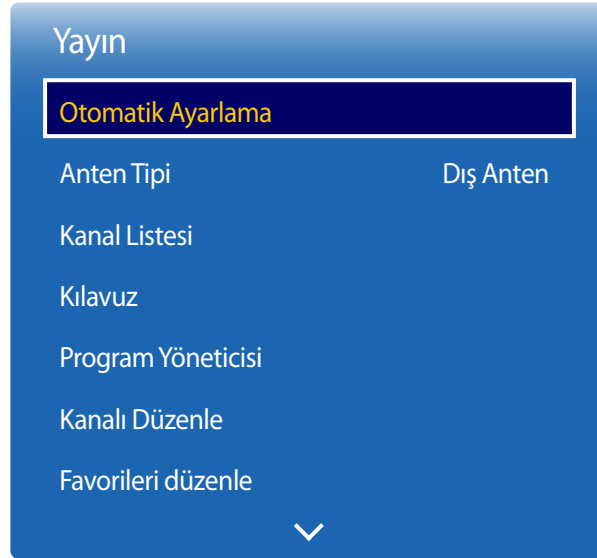 Yayın
Otomatik Ayarlama
Anten Tipi Dış Anten
Kanal Listesi
Kılavuz
Program Yöneticisi
Kanalı Düzenle
Favorileri düzenle